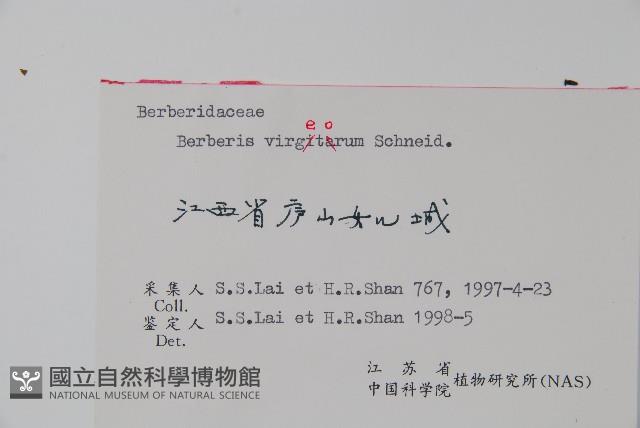 Berberidaceae
e o
Berberis virgitarum Schneid.
江西省庐山女儿城
采集人 S.S.Lai et H.R.Shan 767, 1997-4-23
Coll.
鉴定人 S.S.Lai et H.R.Shan 1998-5
Det.
江苏省
中国科学院植物研究所(NAS)
國立自然科學博物館
NATIONAL MUSEUM OF NATURAL SCIENCE